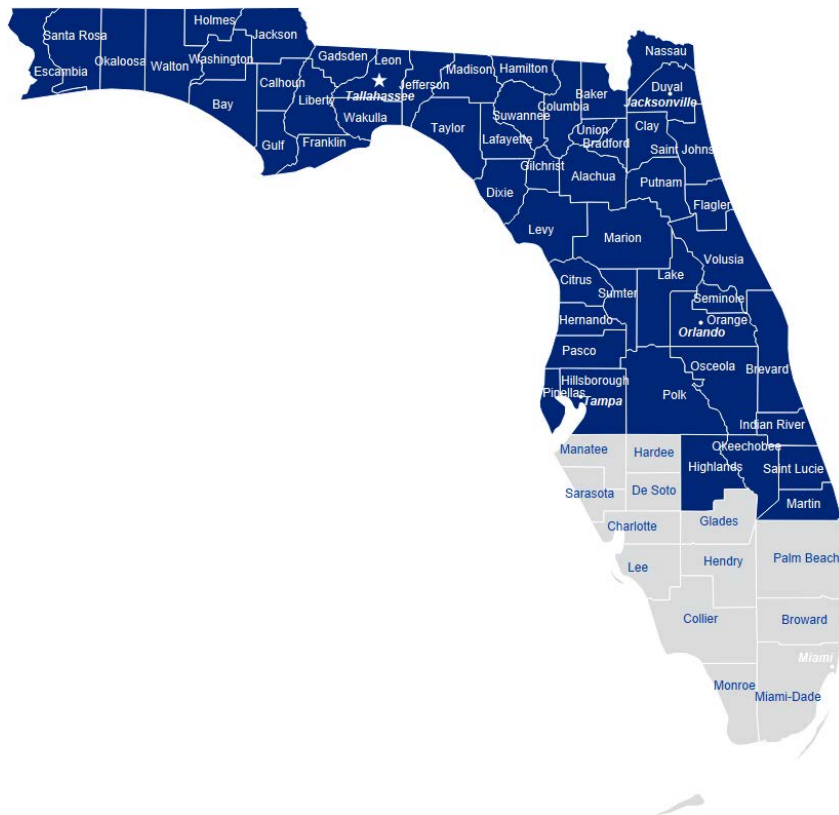 Holmes
Santa Rosa
Jackson
Okaloosa
Washington
Walton
Escambia
Calhoun
Bay
Gulf
Gadsden
Leon
Liberty
Tallahassee
Jefferson
Wakulla
Franklin
Madison
Hamilton
Taylor
Suwannee
Lafayette
Columbia
Baker
Union
Bradford
Gilchrist
Alachua
Dixie
Levy
Nassau
Duval
Jacksonville
Clay
Saint Johns
Putnam
Flagler
Marion
Volusia
Citrus
Sumter
Lake
Seminole
Hernando
Orange
Orlando
Pasco
Osceola
Brevard
Hillsborough
Pinellas
Tampa
Polk
Indian River
Okeechobee
Manatee
Hardee
Highlands
Saint Lucie
Sarasota
De Soto
Martin
Charlotte
Glades
Lee
Hendry
Palm Beach
Collier
Broward
Miami
Monroe
Miami-Dade